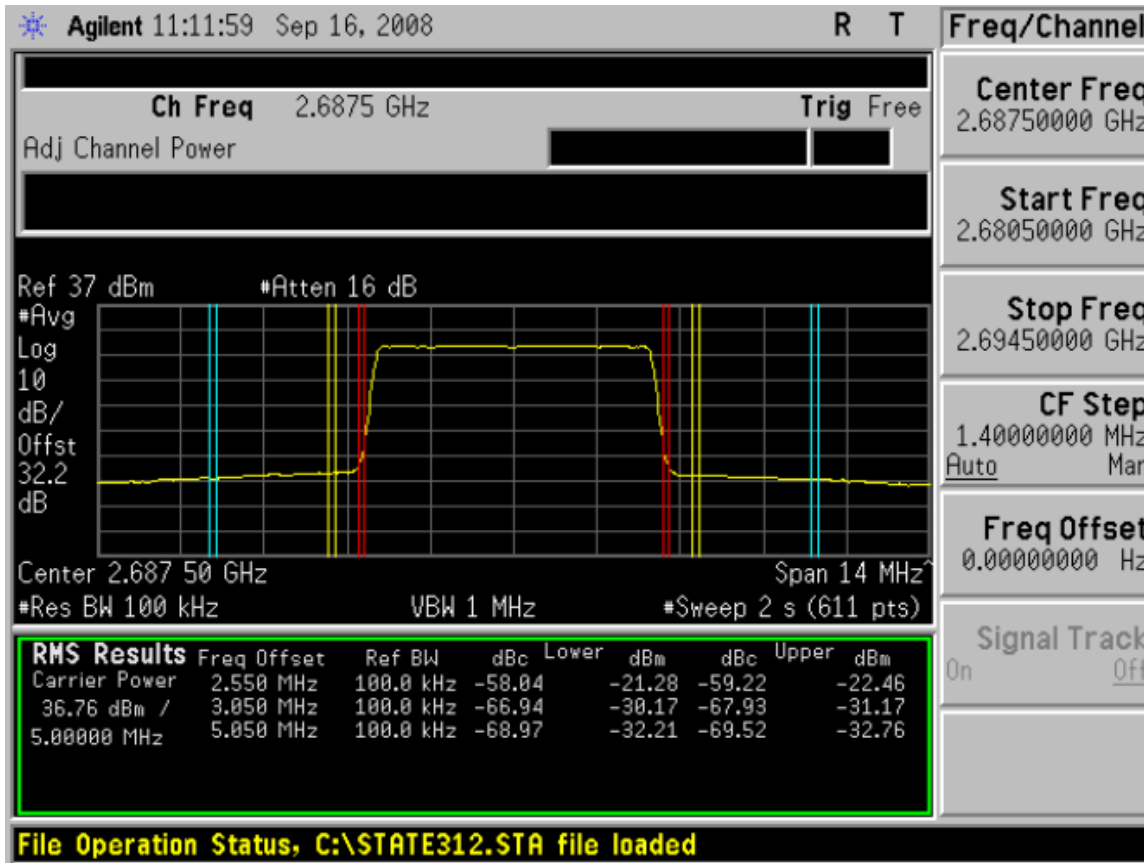 Agilent 11:11:59 Sep 16, 2008 R T
Ch Freq 2.6875 GHz Trig Free
Adj Channel Power
Ref 37 dBm #Atten 16 dB
#Avg
Log
10
dB/
Offst
32.2
dB
Center 2.687 50 GHz Span 14 MHz^
#Res BW 100 kHz VBW 1 MHz #Sweep 2 s (611 pts)
RMS Results Freq Offset Ref BW dBc Lower dBm dBc Upper dBm
Carrier Power 2.550 MHz 100.0 kHz -58.04 -21.28 -59.22 -22.46
36.76 dBm / 3.050 MHz 100.0 kHz -66.94 -30.17 -67.93 -31.17
5.00000 MHz 5.050 MHz 100.0 kHz -68.97 -32.21 -69.52 -32.76
File Operation Status, C:\STATE312.STA file loaded
Freq/Channel
Center Freq
2.68750000 GHz
Start Freq
2.68050000 GHz
Stop Freq
2.69450000 GHz
CF Step
1.40000000 MHz
Auto Man
Freq Offset
0.00000000 Hz
Signal Track
On Off